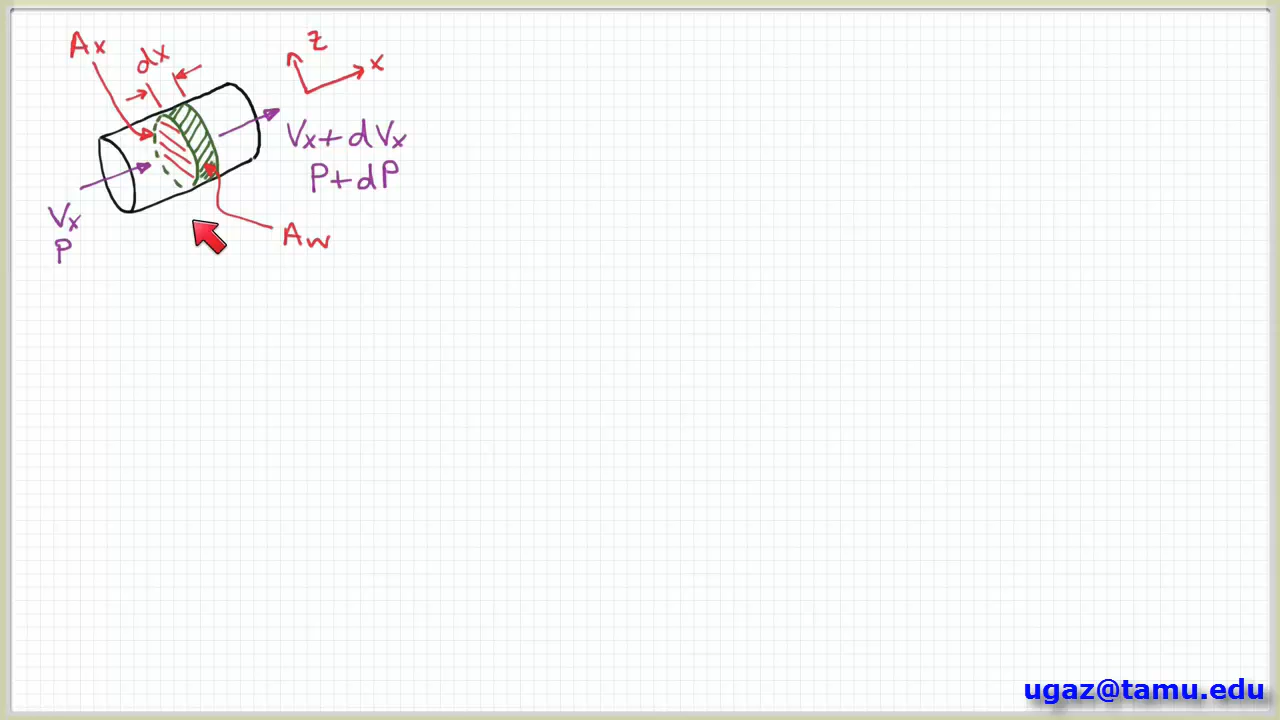 Ax
dx
z
x
Vx + dVx
P + dP
Vx
P
Aw
ugaz@tamu.edu